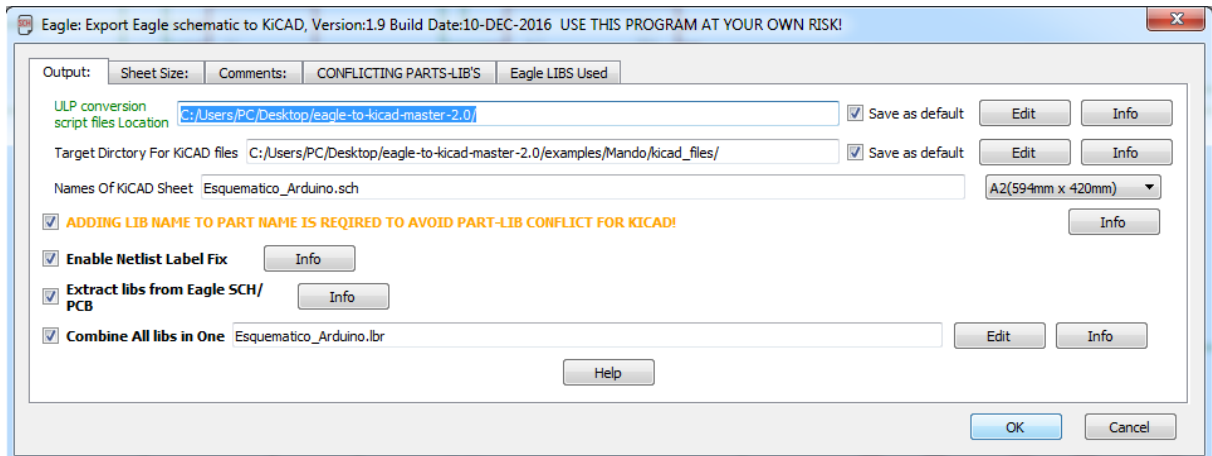 Eagle: Export Eagle schematic to KiCAD, Version:1.9 Build Date:10-DEC-2016 USE THIS PROGRAM AT YOUR OWN RISK!
Output: Sheet Size: Comments: CONFLICTING PARTS-LIB'S Eagle LIBS Used
ULP conversion
script files Location C:/Users/PC/Desktop/eagle-to-kicad-master-2.0/ Save as default Edit Info
Target Dirctory For KiCAD files C:/Users/PC/Desktop/eagle-to-kicad-master-2.0/examples/Mando/kicad_files/ Save as default Edit Info
Names Of KiCAD Sheet Esquematico_Arduino.sch A2(594mm x 420mm)
ADDING LIB NAME TO PART NAME IS REQIRED TO AVOID PART-LIB CONFLICT FOR KICAD! Info
Enable Netlist Label Fix Info
Extract libs from Eagle SCH/
PCB Info
Combine All libs in One Esquematico_Arduino.lbr Edit Info
Help
OK Cancel